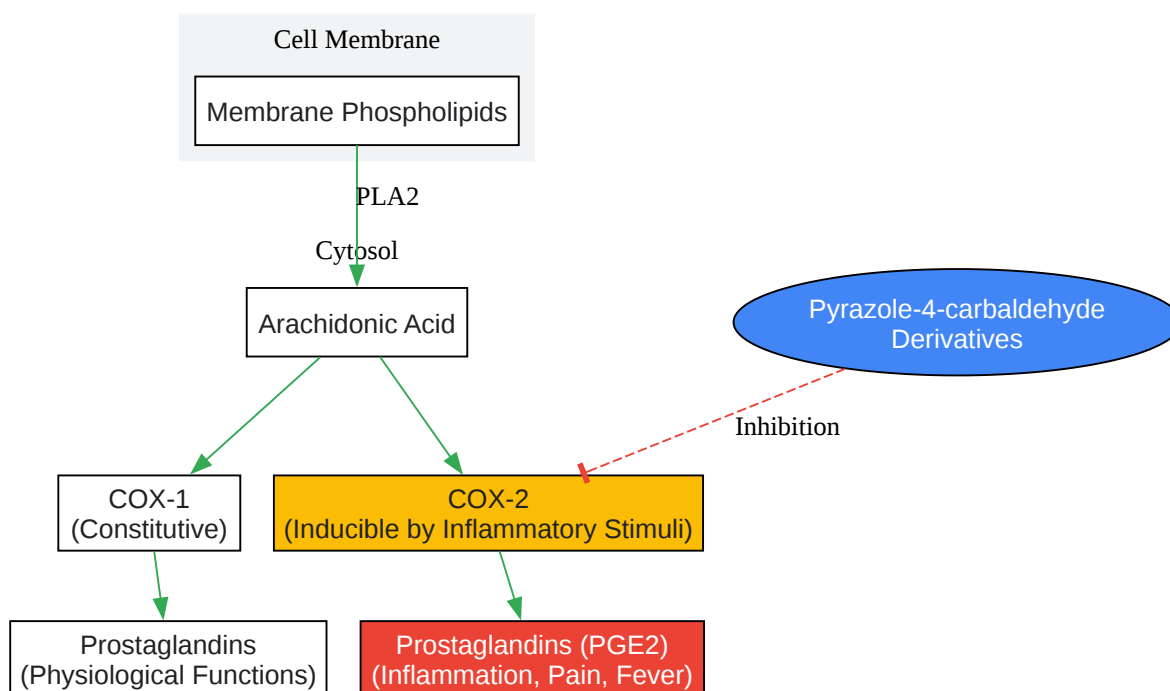 Cell Membrane
Membrane Phospholipids
PLA2
Cytosol
Arachidonic Acid
Pyrazole-4-carbaldehyde
Derivatives
Inhibition
COX-1
(Constitutive)
COX-2
(Inducible by Inflammatory Stimuli)
Prostaglandins
(Physiological Functions)
Prostaglandins (PGE2)
(Inflammation, Pain, Fever)